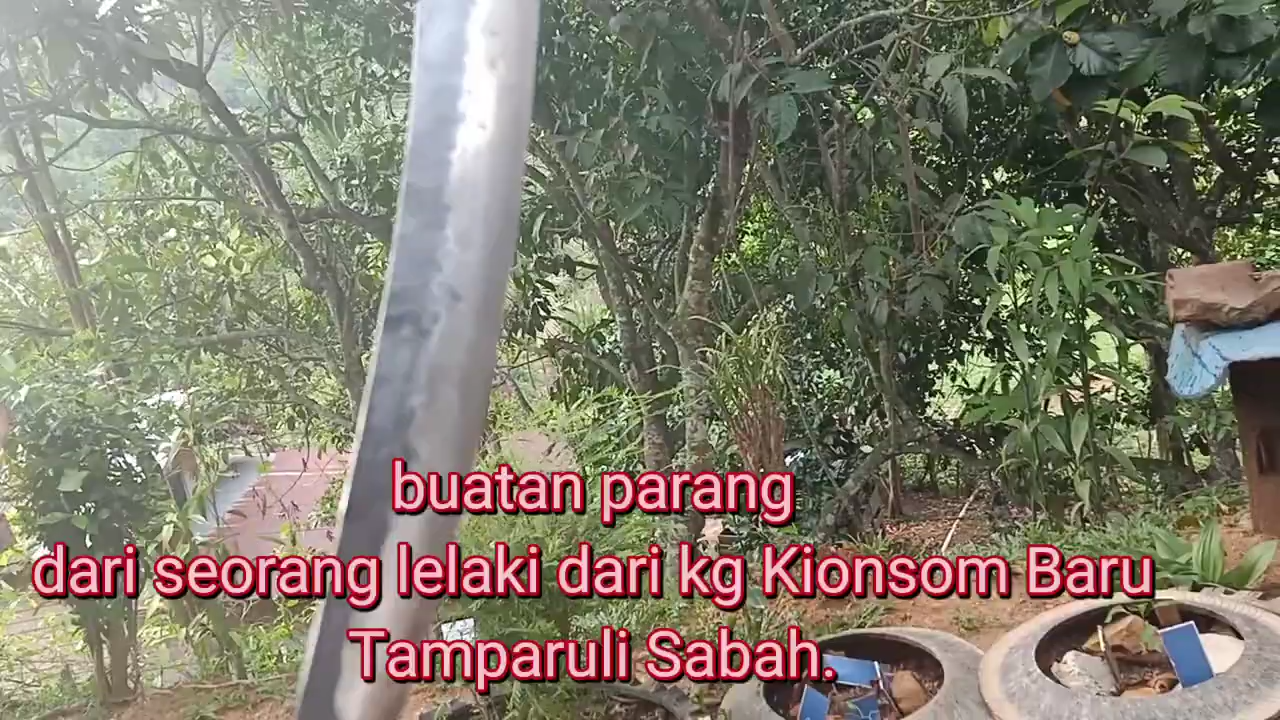 buatan parang
dari seorang lelaki dari kg Kionsom Baru
Tamparuli Sabah.